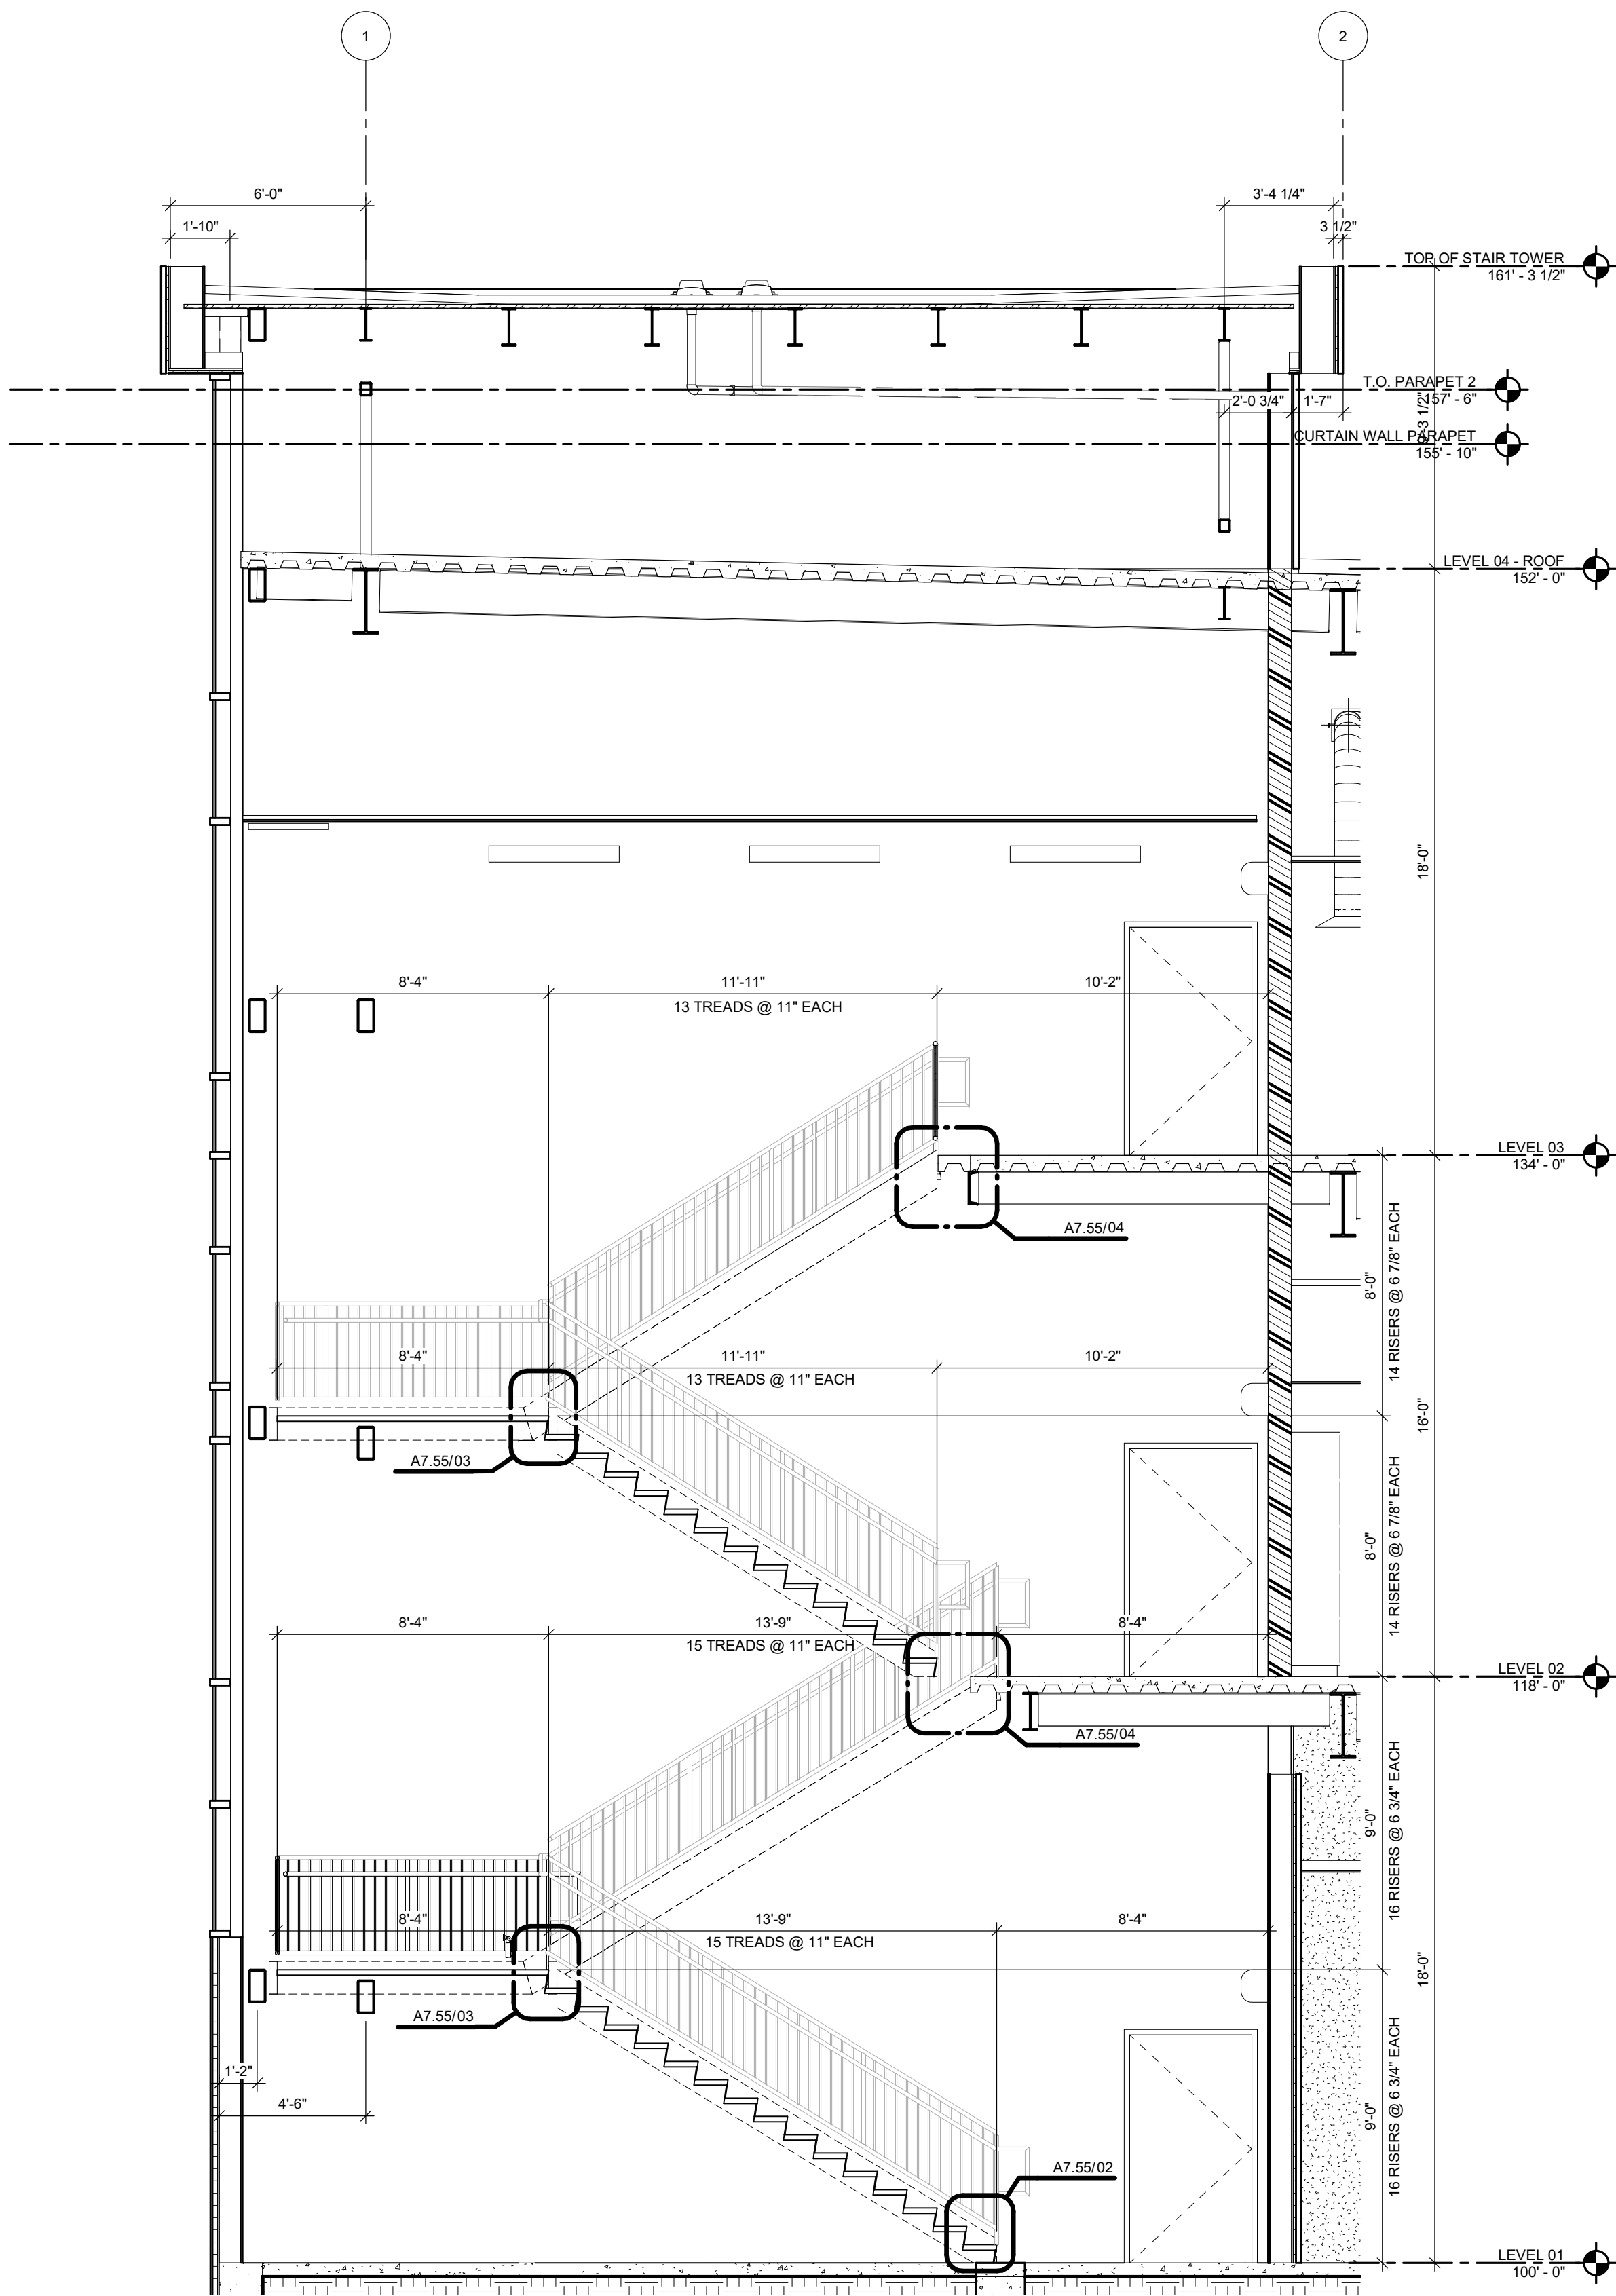 1
2
6'-0"
3'-4 1/4"
1'-10"
3 1/2"
TOP OF STAIR TOWER
161' - 3 1/2"
T.O. PARAPET 2
157' - 6"
2'-0 3/4"
1'-7"
9'-3 1/2"
CURTAIN WALL PARAPET
155' - 10"
LEVEL 04 - ROOF
152' - 0"
18'-0"
8'-4"
11'-11"
10'-2"
13 TREADS @ 11" EACH
LEVEL 03
134' - 0"
A7.55/04
8'-0"
14 RISERS @ 6 7/8" EACH
8'-4"
11'-11"
10'-2"
13 TREADS @ 11" EACH
16'-0"
A7.55/03
8'-0"
14 RISERS @ 6 7/8" EACH
8'-4"
13'-9"
8'-4"
15 TREADS @ 11" EACH
LEVEL 02
118' - 0"
A7.55/04
9'-0"
16 RISERS @ 6 3/4" EACH
8'-4"
13'-9"
8'-4"
15 TREADS @ 11" EACH
18'-0"
A7.55/03
1'-2"
4'-6"
9'-0"
16 RISERS @ 6 3/4" EACH
A7.55/02
LEVEL 01
100' - 0"